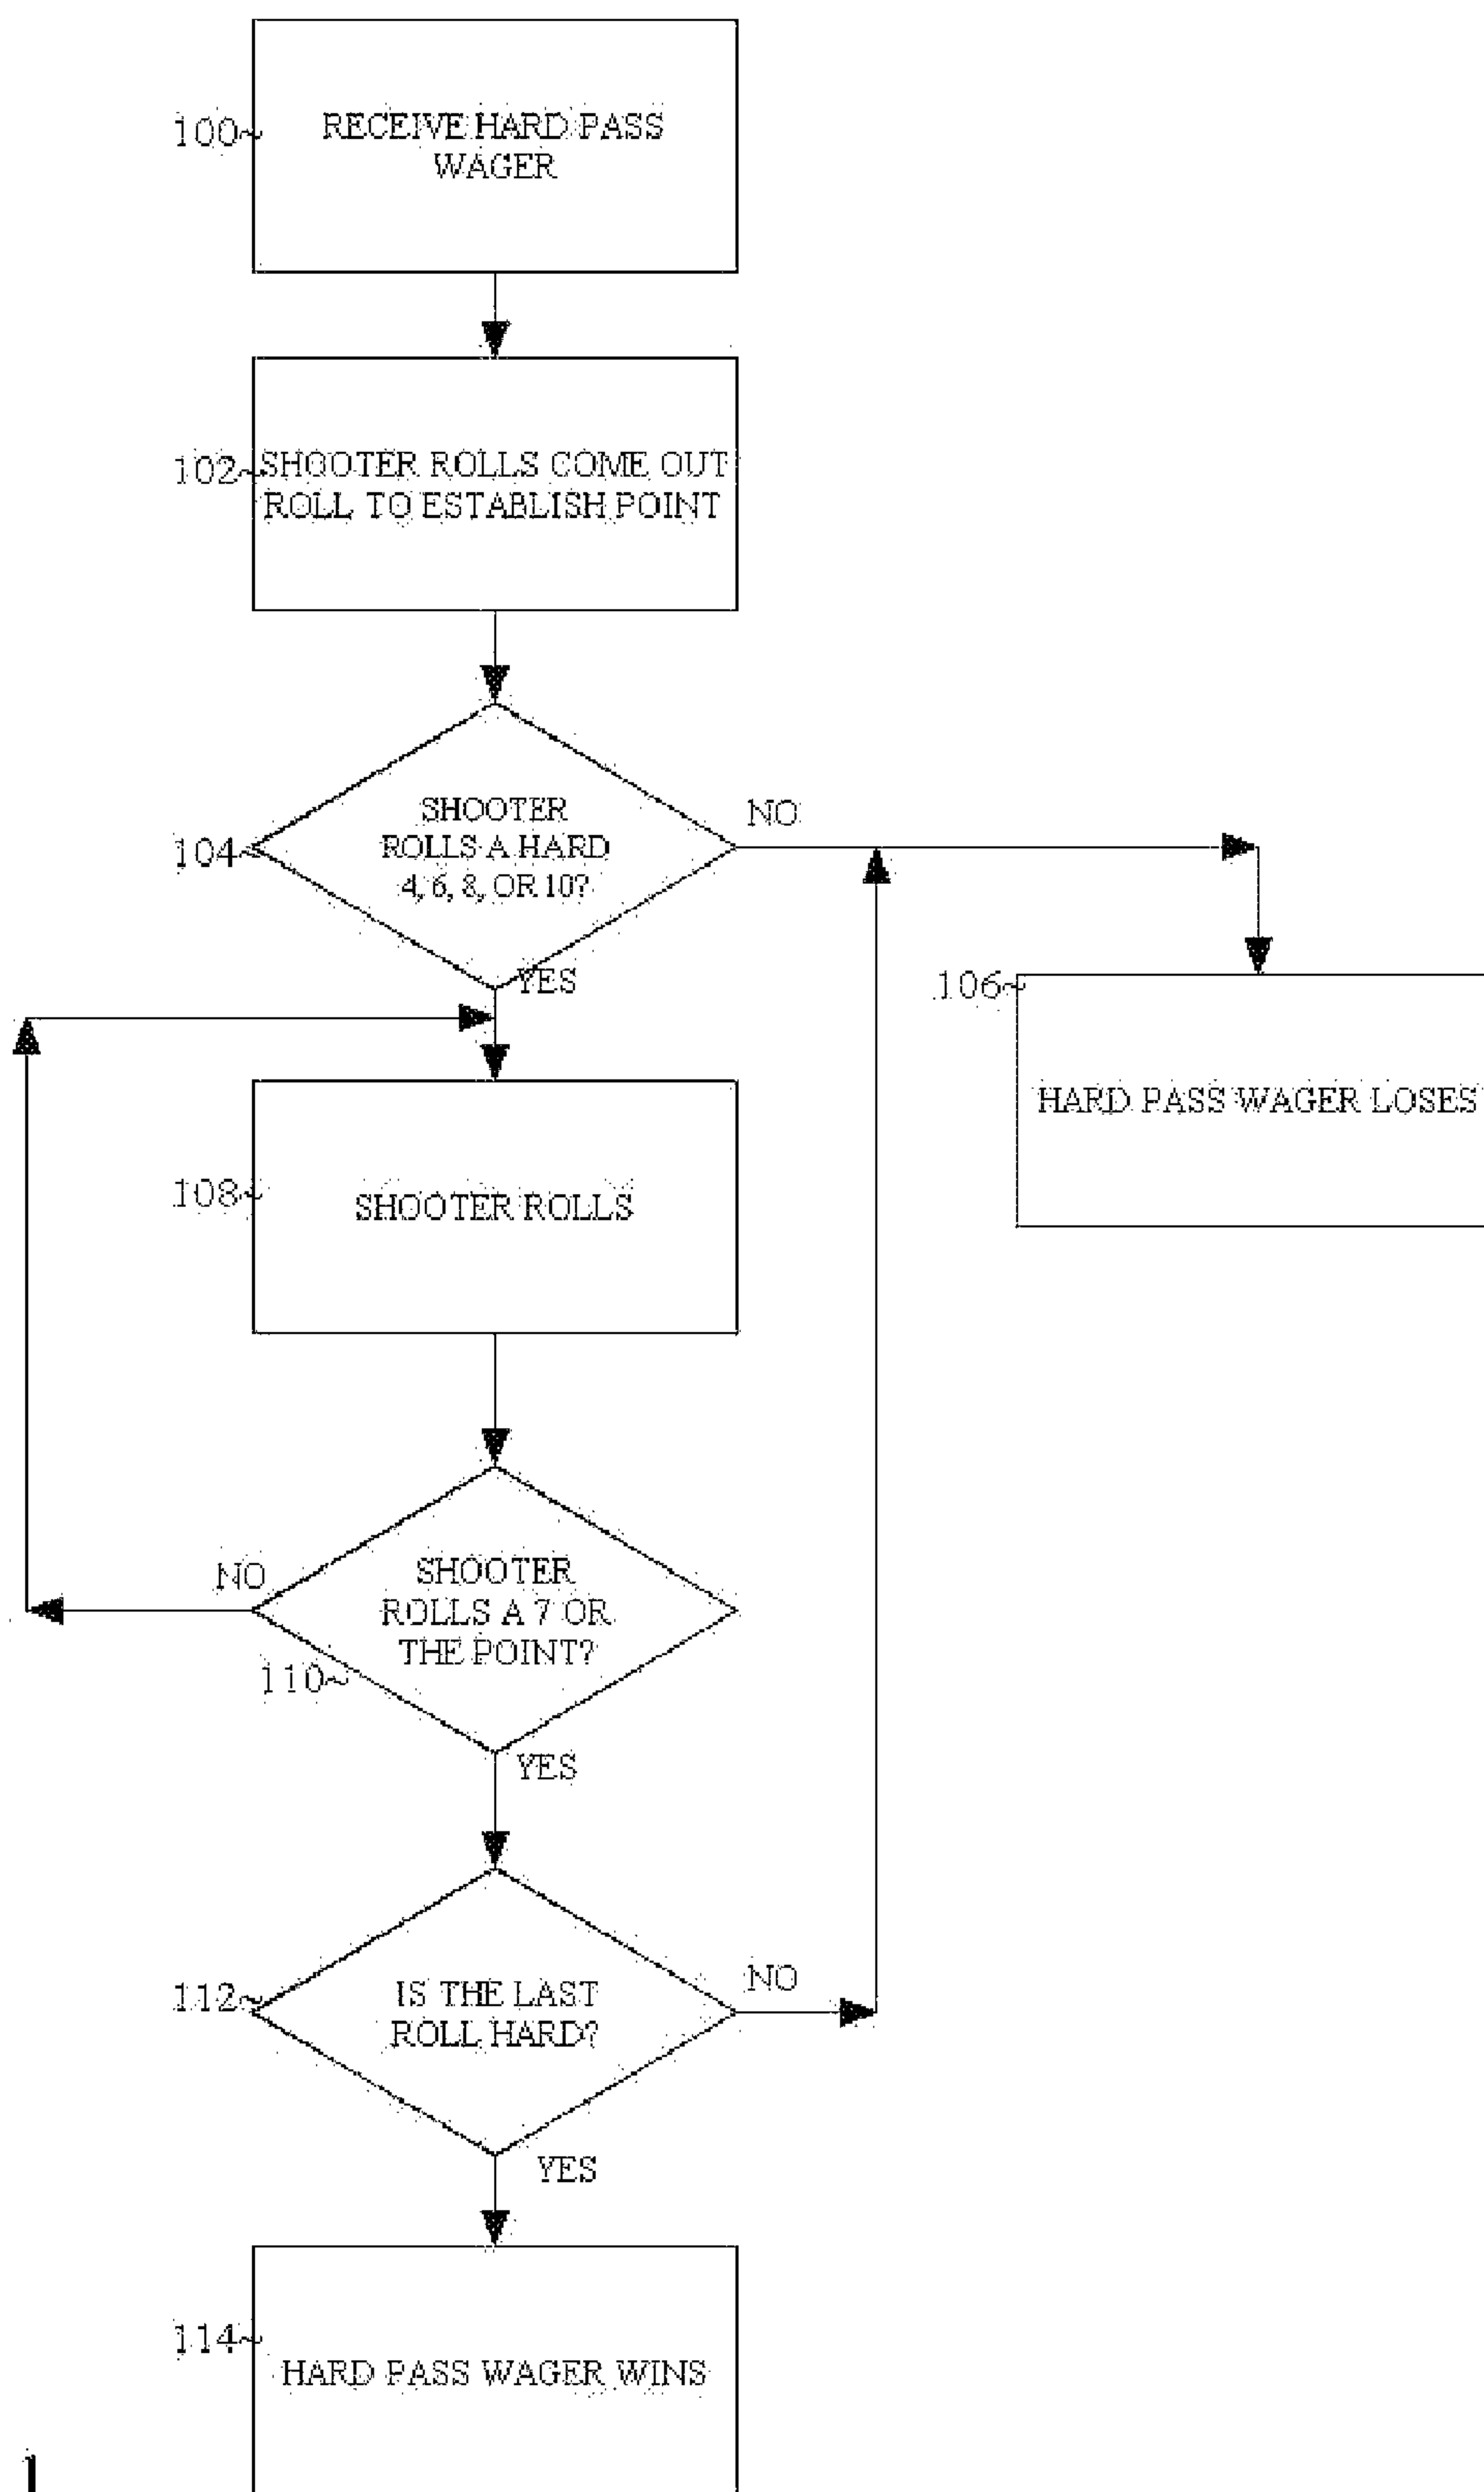 100~
RECEIVE HARD PASS
WAGER
102~
SHOOTER ROLLS COME OUT
ROLL TO ESTABLISH POINT
104~
SHOOTER
ROLLS A HARD
4, 6, 8, OR 10?
NO
YES
106~
HARD PASS WAGER LOSES
108~
SHOOTER ROLLS
NO
SHOOTER
ROLLS A 7 OR
THE POINT?
110~
YES
112~
IS THE LAST
ROLL HARD?
NO
YES
114~
HARD PASS WAGER WINS
1